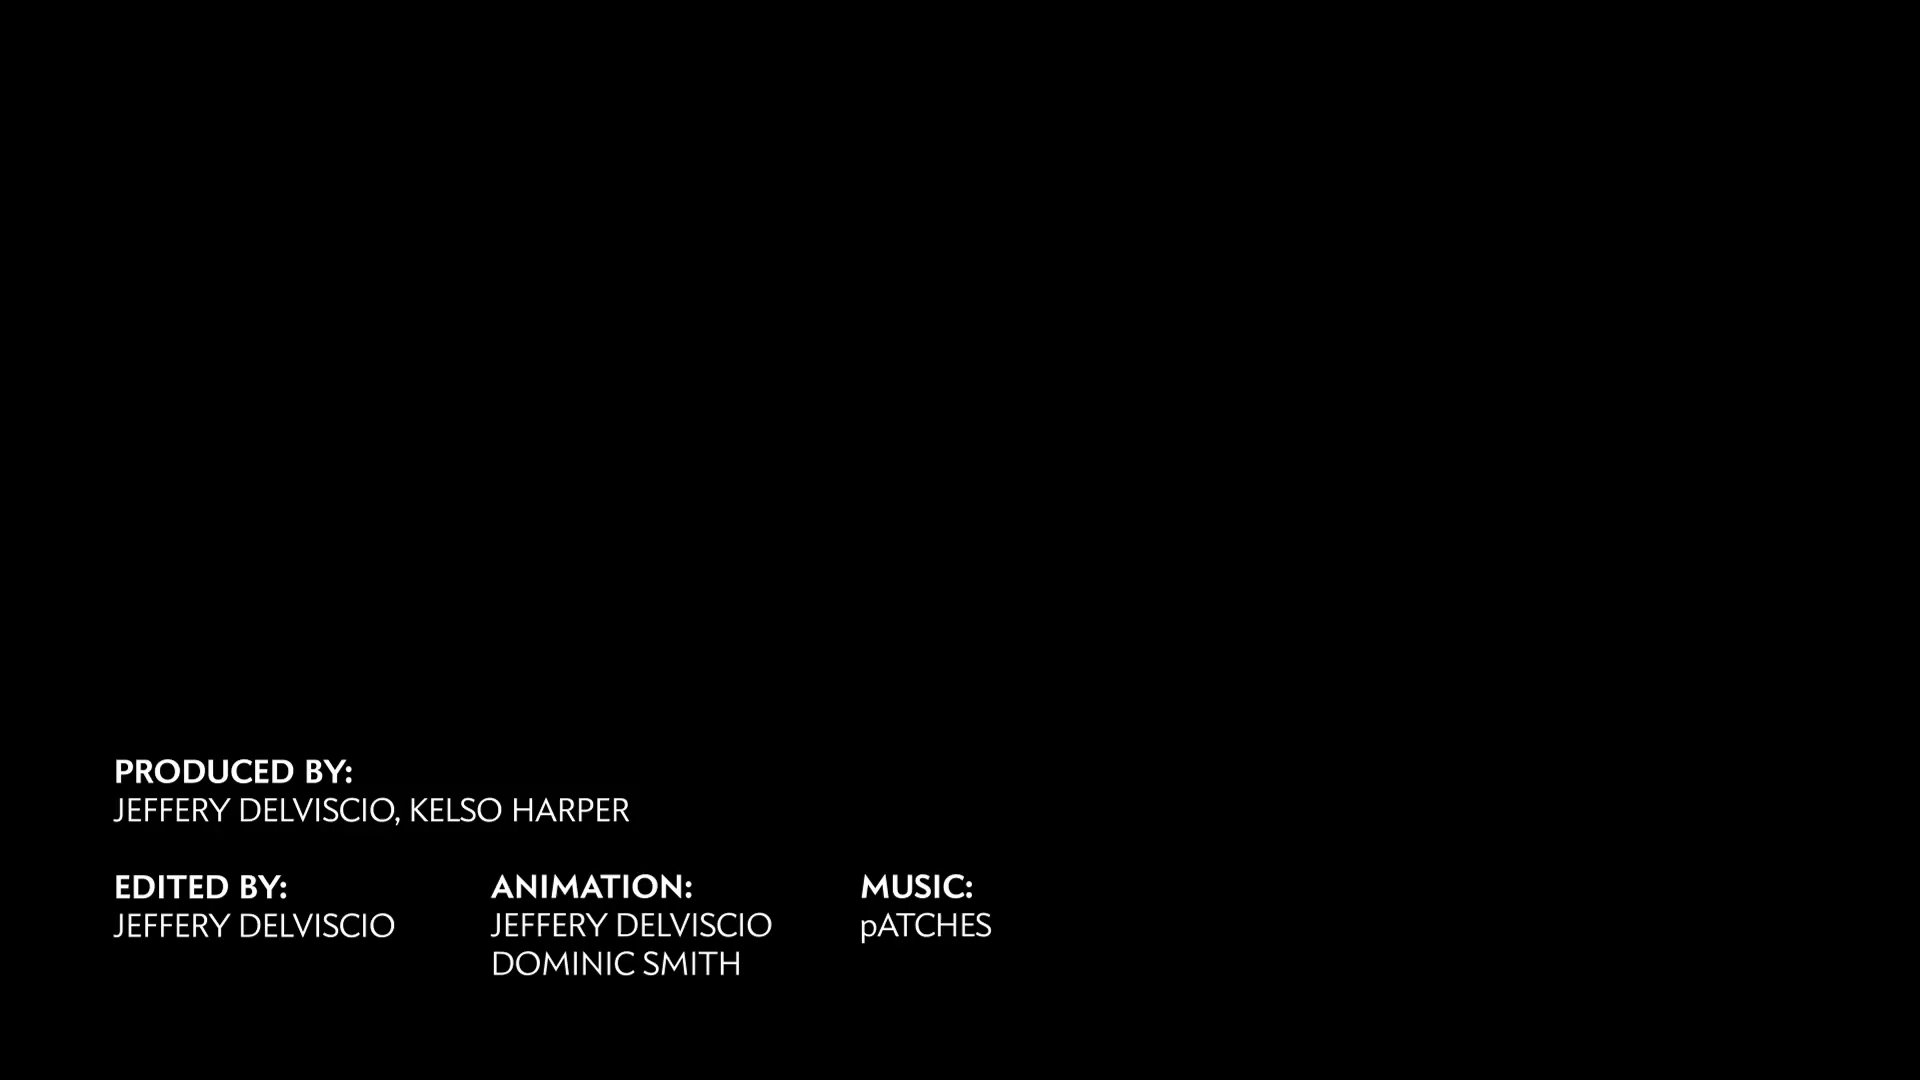 PRODUCED BY:
JEFFERY DELVISCIO, KELSO HARPER
EDITED BY:
JEFFERY DELVISCIO
ANIMATION:
JEFFERY DELVISCIO
DOMINIC SMITH
MUSIC:
pATCHES